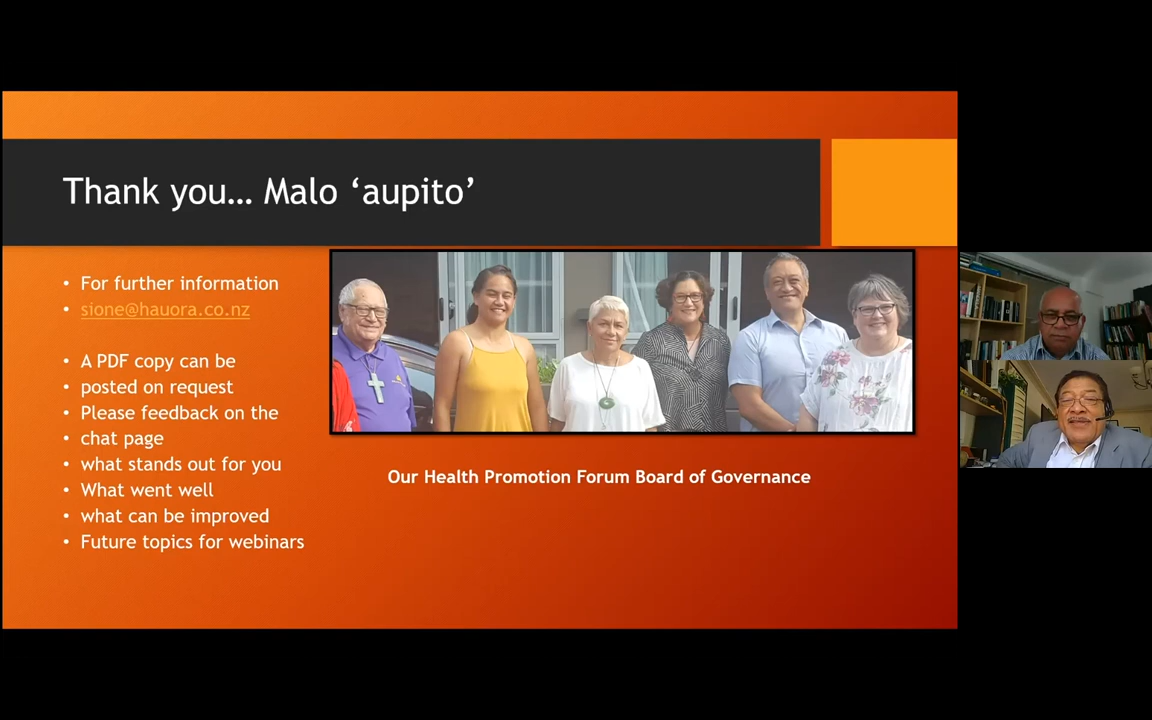 Thank you... Malo ‘aupito’
For further information
sione@hauora.co.nz
A PDF copy can be
posted on request
Please feedback on the
chat page
what stands out for you
What went well
what can be improved
Future topics for webinars
Our Health Promotion Forum Board of Governance